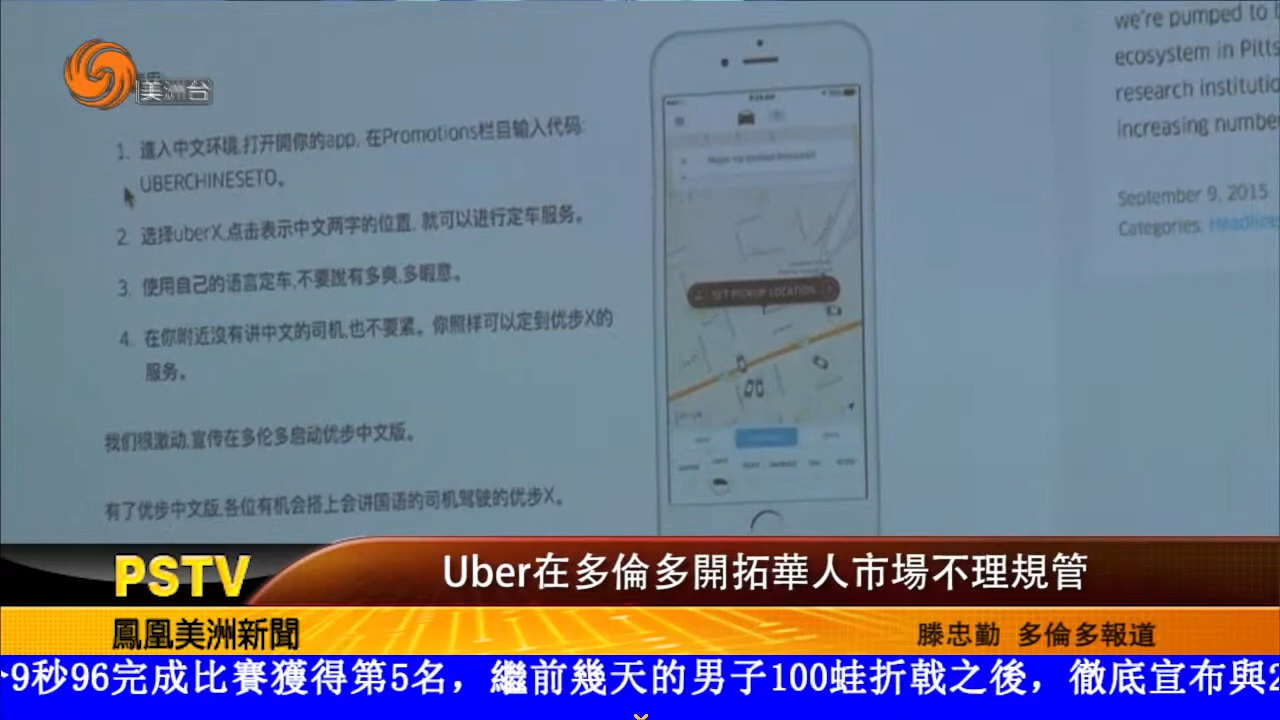 美洲台
1. 進入中文环境,打开開你的app, 在Promotions栏目输入代码:
UBERCHINESETO。
2. 选择uberX,点击表示中文两字的位置, 就可以进行定车服务。
3. 使用自己的语言定车,不要說有多爽,多暇意。
4. 在你附近沒有讲中文的司机,也不要紧。你照样可以定到优步X的
服务。
我们很激动,宣传在多伦多启动优步中文版。
有了优步中文版,各位有机会搭上会讲国语的司机驾驶的优步X。
SET PICKUP LOCATION
we're pumped to
ecosystem in Pitts
research institutio
increasing numbe
September 9, 2015
Categories: Headlin
PSTV
Uber在多倫多開拓華人市場不理規管
鳳凰美洲新聞
滕忠勤 多倫多報道
9秒96完成比賽獲得第5名，繼前幾天的男子100蛙折戟之後，徹底宣布與2